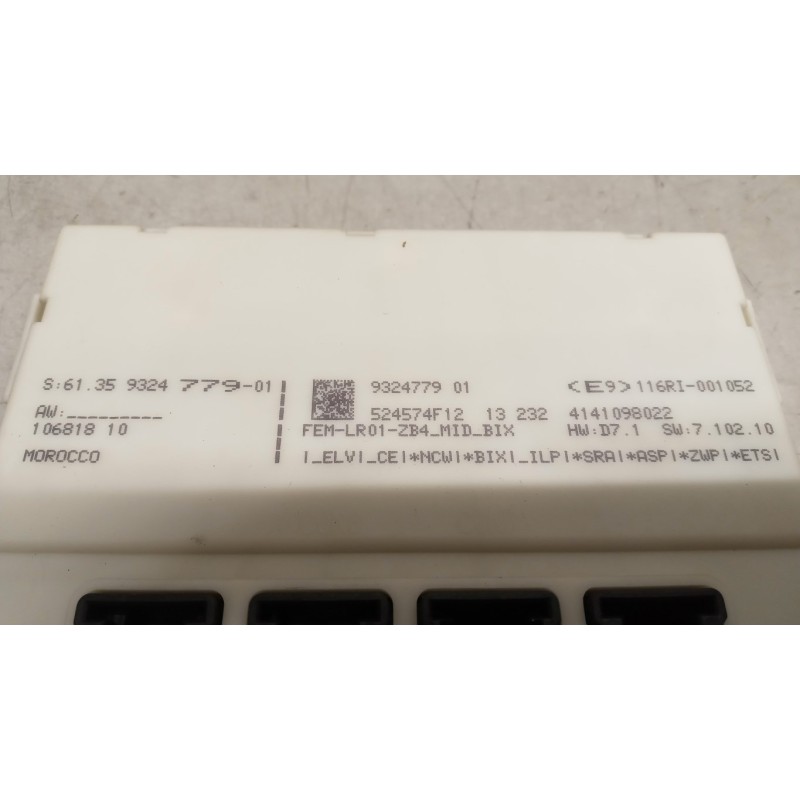 S:61.35 9324 779-01
AW:_________
106818 10
MOROCCO
9324779 01
<E9>116RI-001052
524574F12 13 232 4141098022
FEM-LR01-ZB4_MID_BIX HW:D7.1 SW:7.102.10
|_ELV|_CE|*NCW|*BIX|_ILP|*SRA|*ASP|*ZWP|*ETS|